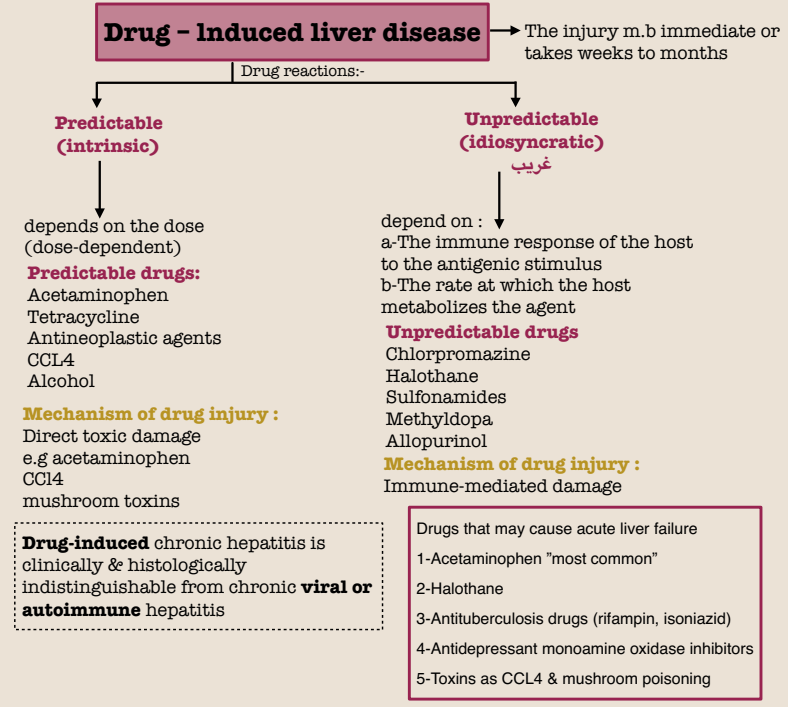 Drug – Induced liver disease
The injury m.b immediate or
takes weeks to months
Drug reactions:-
Predictable
(intrinsic)
depends on the dose
(dose-dependent)
Predictable drugs:
Acetaminophen
Tetracycline
Antineoplastic agents
CCL4
Alcohol
Mechanism of drug injury :
Direct toxic damage
e.g acetaminophen
CCl4
mushroom toxins
Drug-induced chronic hepatitis is
clinically & histologically
indistinguishable from chronic viral or
autoimmune hepatitis
Unpredictable
(idiosyncratic)
غريب
depend on :
a-The immune response of the host
to the antigenic stimulus
b-The rate at which the host
metabolizes the agent
Unpredictable drugs
Chlorpromazine
Halothane
Sulfonamides
Methyldopa
Allopurinol
Mechanism of drug injury :
Immune-mediated damage
Drugs that may cause acute liver failure
1-Acetaminophen ”most common”
2-Halothane
3-Antituberculosis drugs (rifampin, isoniazid)
4-Antidepressant monoamine oxidase inhibitors
5-Toxins as CCL4 & mushroom poisoning